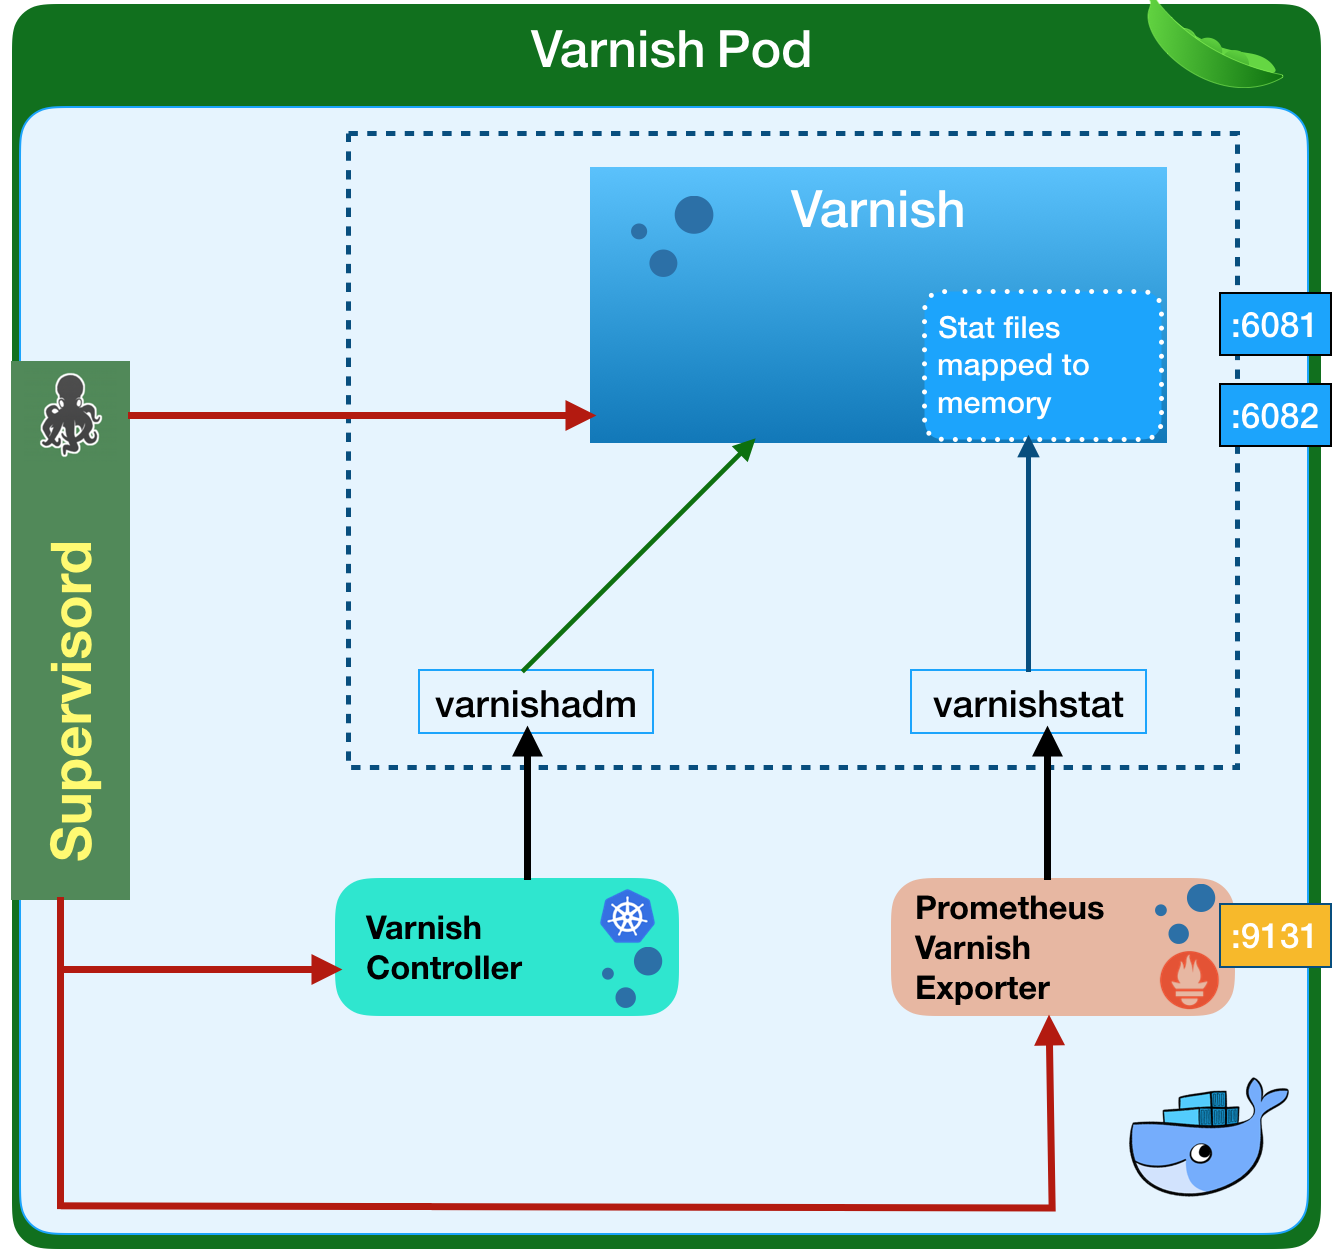 Varnish Pod
Varnish
Stat files
mapped to
memory
:6081
:6082
Supervisord
varnishadm
varnishstat
Varnish
Controller
Prometheus
Varnish
Exporter
:9131